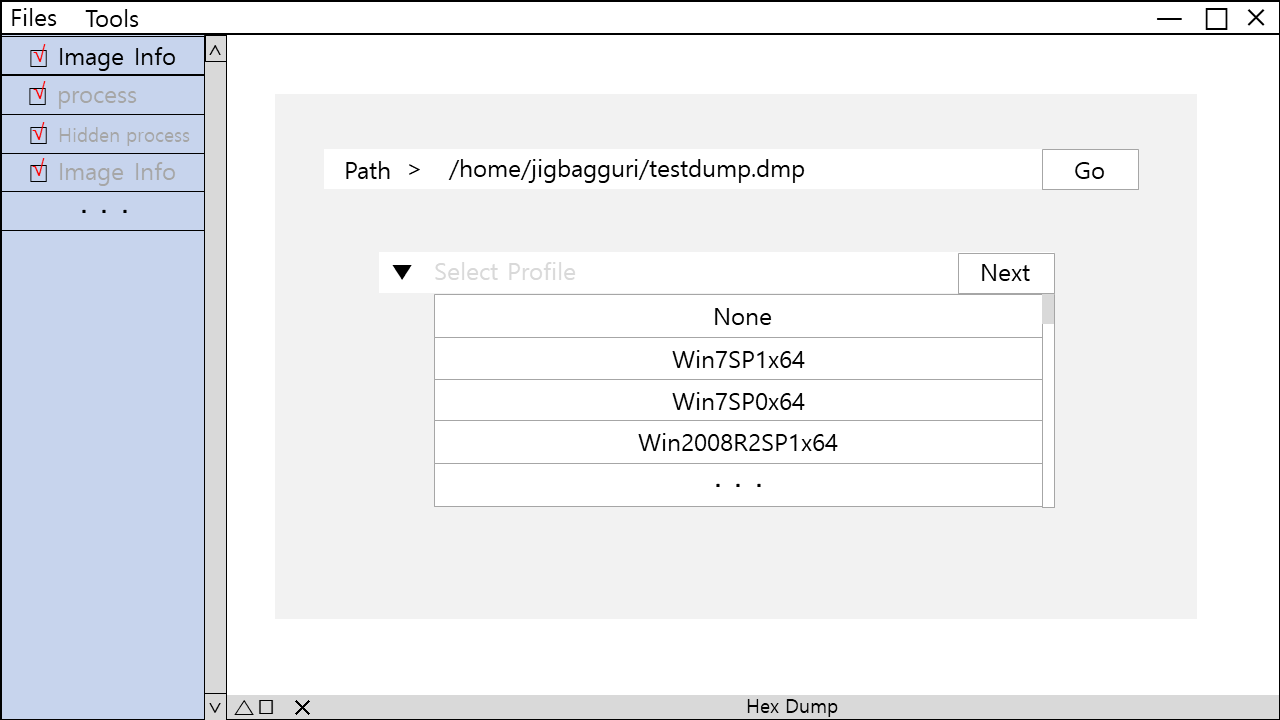 Files Tools
Image Info
process
Hidden process
Image Info
. . .
Path > /home/jigbagguri/testdump.dmp Go
Select Profile Next
None
Win7SP1x64
Win7SP0x64
Win2008R2SP1x64
. . .
Hex Dump